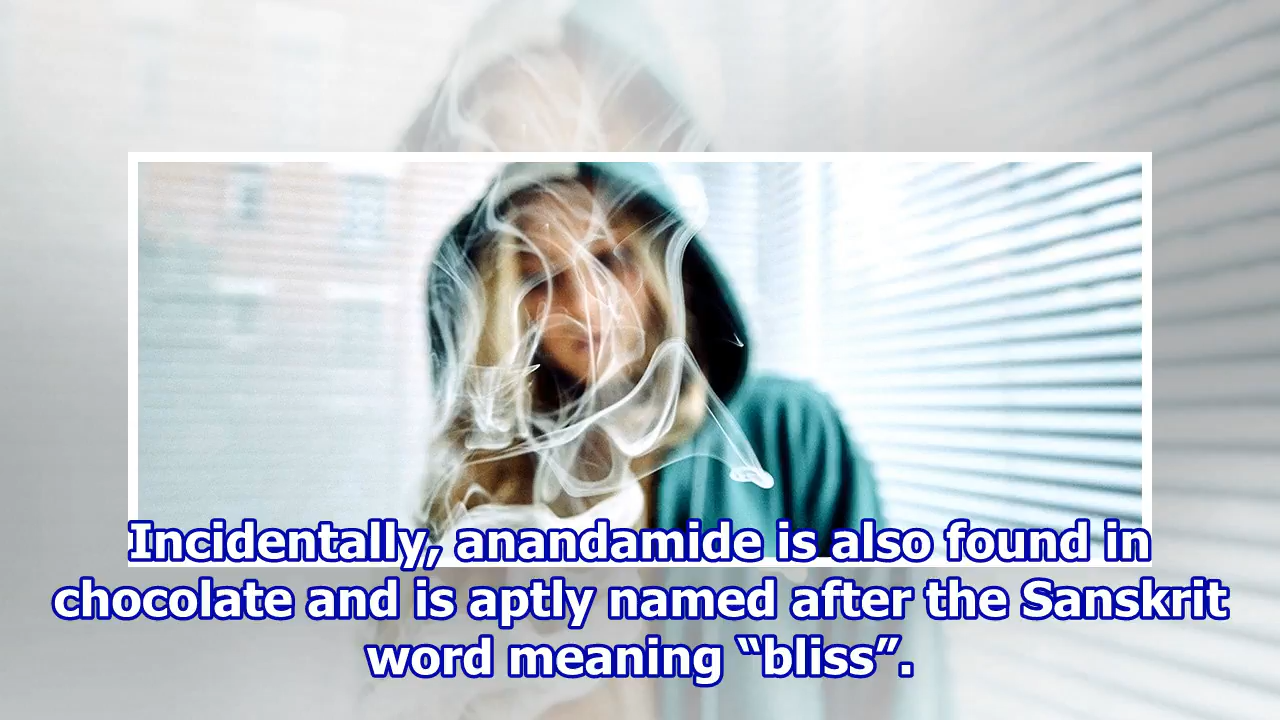 Incidentally, anandamide is also found in
chocolate and is aptly named after the Sanskrit
word meaning “bliss”.